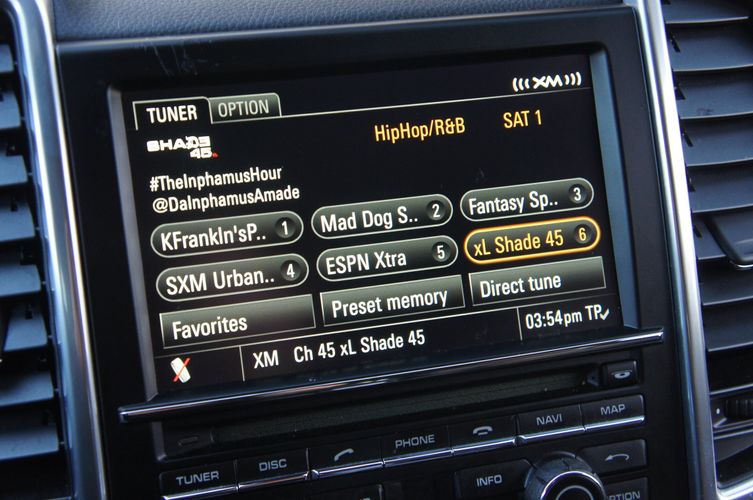 (((XM)))
TUNER OPTION
SHADE 45. HipHop/R&B SAT 1
#TheInphamusHour
@DaInphamusAmade
KFrankln'sP.. 1 Mad Dog S.. 2 Fantasy Sp.. 3
SXM Urban.. 4 ESPN Xtra 5 xL Shade 45 6
Favorites Preset memory Direct tune
XM Ch 45 xL Shade 45 03:54pm TP
TUNER DISC PHONE NAVI MAP
INFO
OPTION